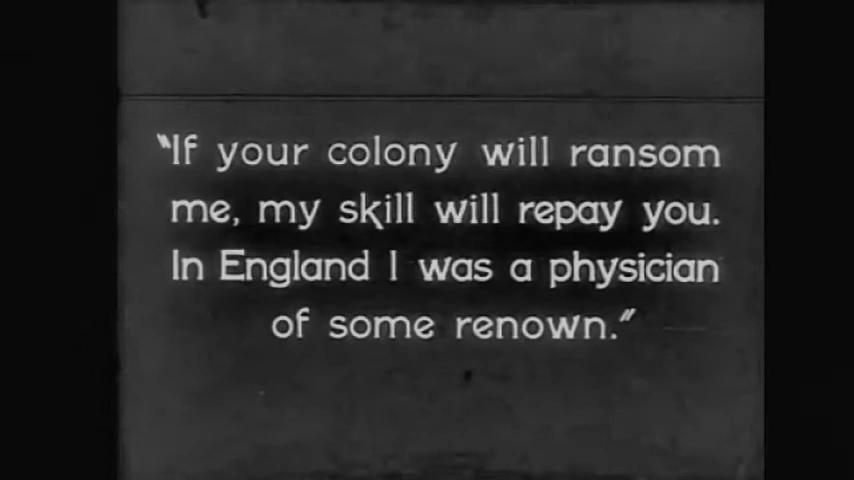 "If your colony will ransom
me, my skill will repay you.
In England I was a physician
of some renown."